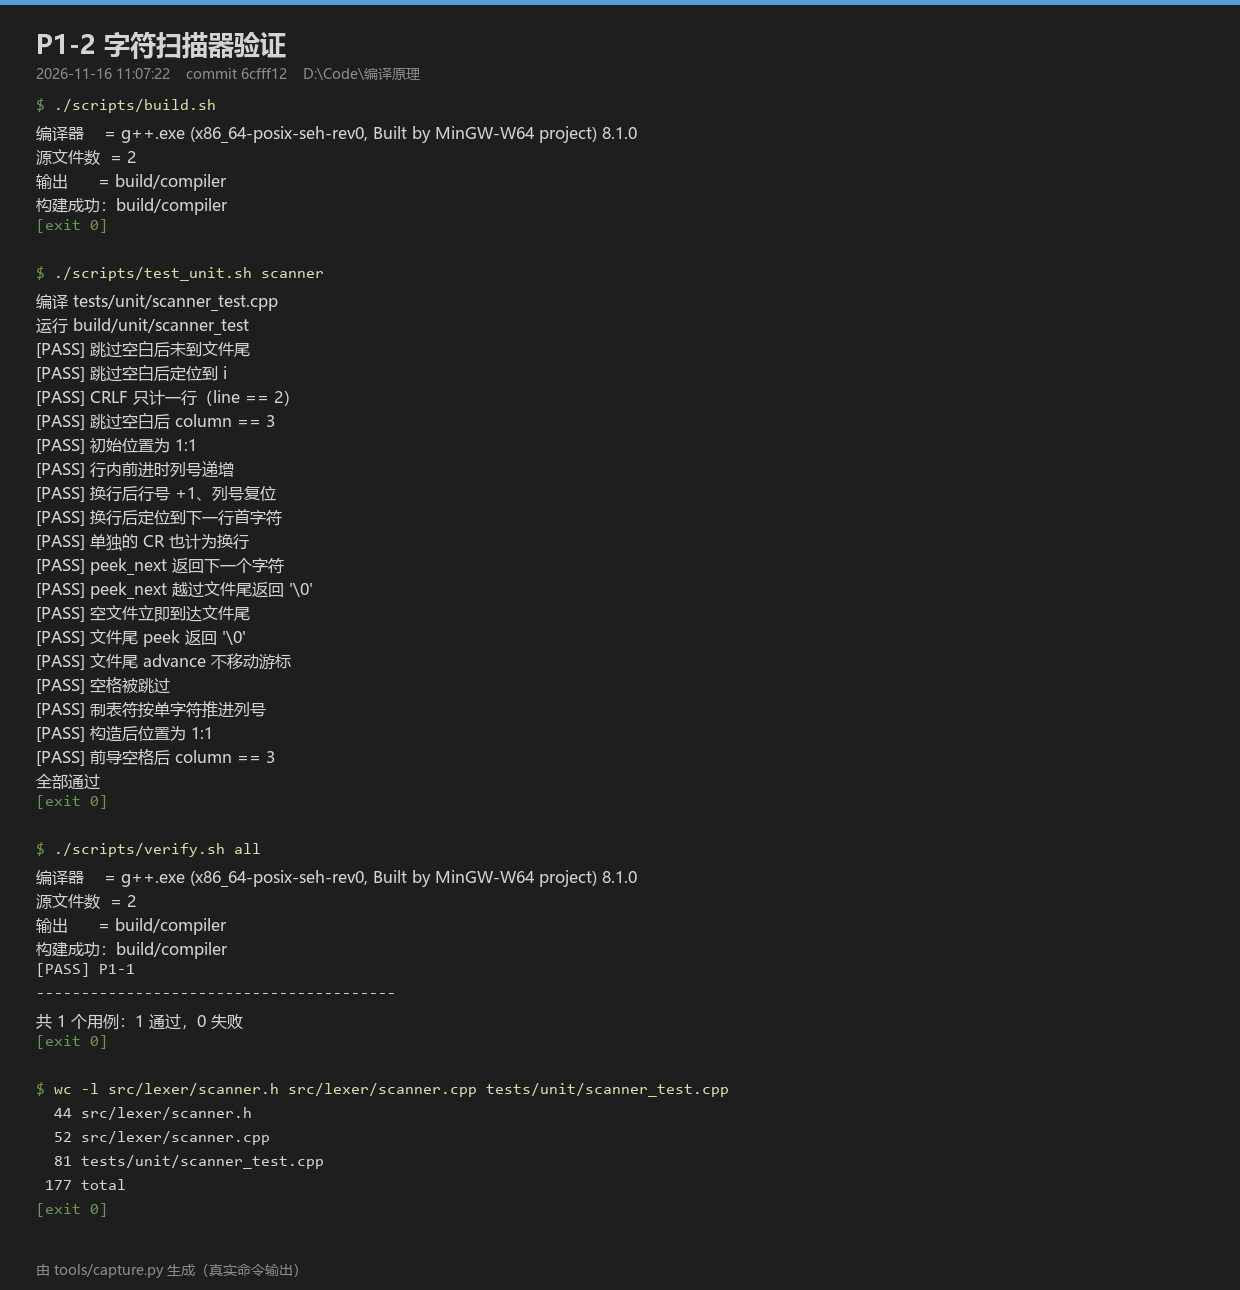 P1-2 字符扫描器验证
2026-11-16 11:07:22 commit 6cfff12 D:\Code\编译原理
$ ./scripts/build.sh
编译器 = g++.exe (x86_64-posix-seh-rev0, Built by MinGW-W64 project) 8.1.0
源文件数 = 2
输出 = build/compiler
构建成功：build/compiler
[exit 0]
$ ./scripts/test_unit.sh scanner
编译 tests/unit/scanner_test.cpp
运行 build/unit/scanner_test
[PASS] 跳过空白后未到文件尾
[PASS] 跳过空白后定位到 i
[PASS] CRLF 只计一行（line == 2）
[PASS] 跳过空白后 column == 3
[PASS] 初始位置为 1:1
[PASS] 行内前进时列号递增
[PASS] 换行后行号 +1、列号复位
[PASS] 换行后定位到下一行首字符
[PASS] 单独的 CR 也计为换行
[PASS] peek_next 返回下一个字符
[PASS] peek_next 越过文件尾返回 '\0'
[PASS] 空文件立即到达文件尾
[PASS] 文件尾 peek 返回 '\0'
[PASS] 文件尾 advance 不移动游标
[PASS] 空格被跳过
[PASS] 制表符按单字符推进列号
[PASS] 构造后位置为 1:1
[PASS] 前导空格后 column == 3
全部通过
[exit 0]
$ ./scripts/verify.sh all
编译器 = g++.exe (x86_64-posix-seh-rev0, Built by MinGW-W64 project) 8.1.0
源文件数 = 2
输出 = build/compiler
构建成功：build/compiler
[PASS] P1-1
----------------------------------------
共 1 个用例：1 通过，0 失败
[exit 0]
$ wc -l src/lexer/scanner.h src/lexer/scanner.cpp tests/unit/scanner_test.cpp
44 src/lexer/scanner.h
52 src/lexer/scanner.cpp
81 tests/unit/scanner_test.cpp
177 total
[exit 0]
由 tools/capture.py 生成（真实命令输出）